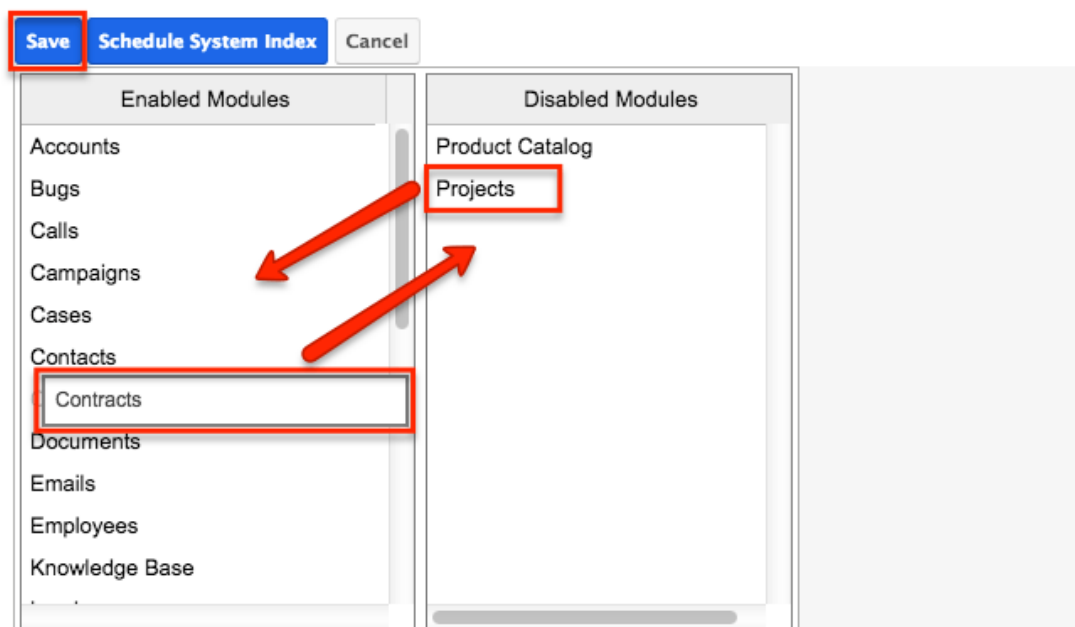 Save Schedule System Index Cancel
Enabled Modules Disabled Modules
Accounts Product Catalog
Bugs Projects
Calls
Campaigns
Cases
Contacts
Contracts
Documents
Emails
Employees
Knowledge Base